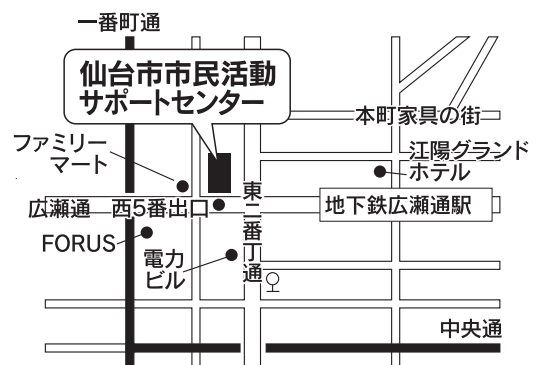 一番町通
仙台市市民活動
サポートセンター
本町家具の街
ファミリー
マート
江陽グランド
ホテル
広瀬通
西5番出口
東二番丁通
地下鉄広瀬通駅
FORUS
電力
ビル
中央通